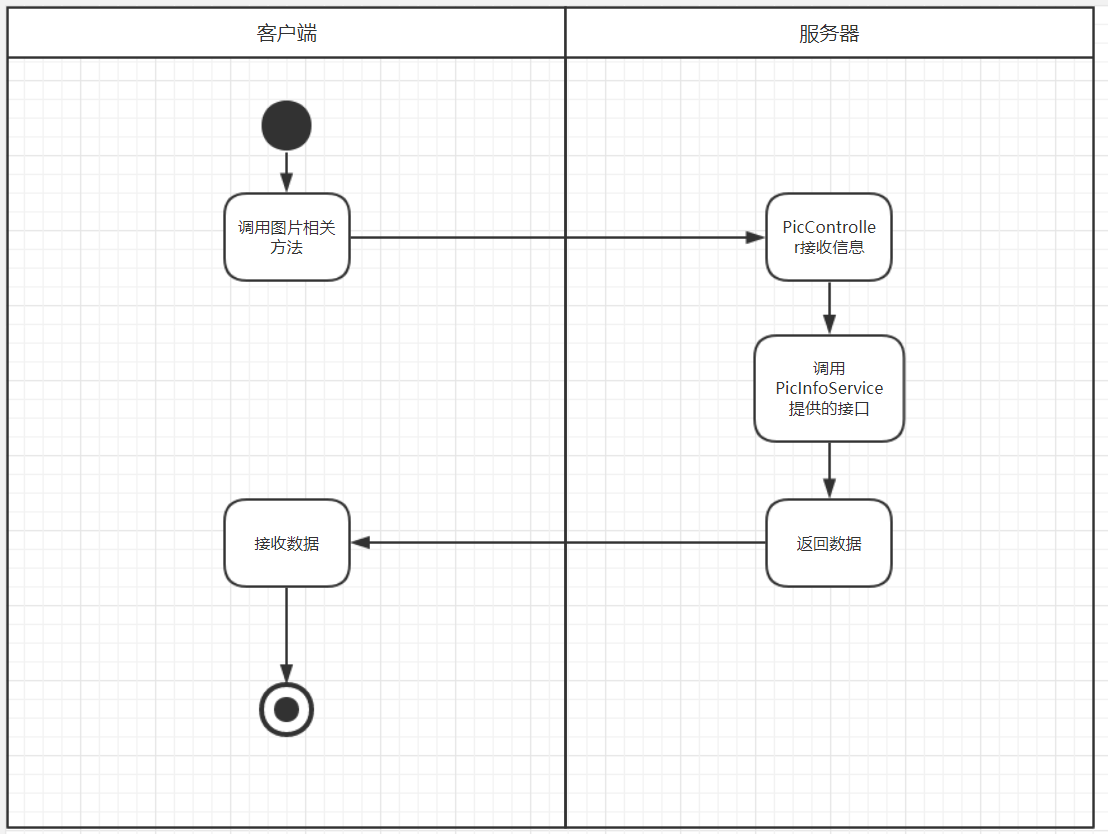 客户端
服务器
调用图片相关
方法
PicControlle
r接收信息
调用
PicInfoService
提供的接口
接收数据
返回数据